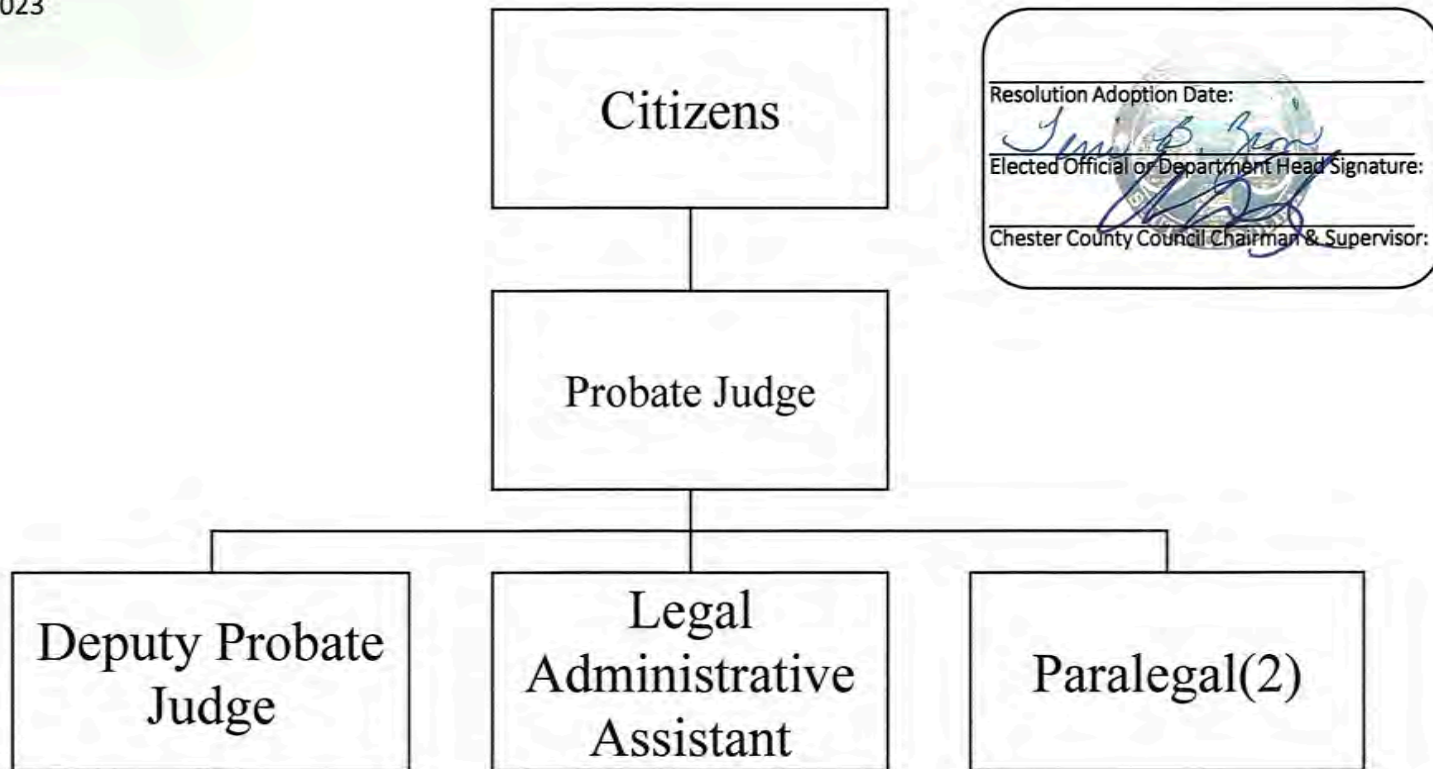 023
Citizens
Resolution Adoption Date:
Elected Official or Department Head Signature:
Chester County Council Chairman & Supervisor:
Probate Judge
Deputy Probate
Judge
Legal
Administrative
Assistant
Paralegal(2)